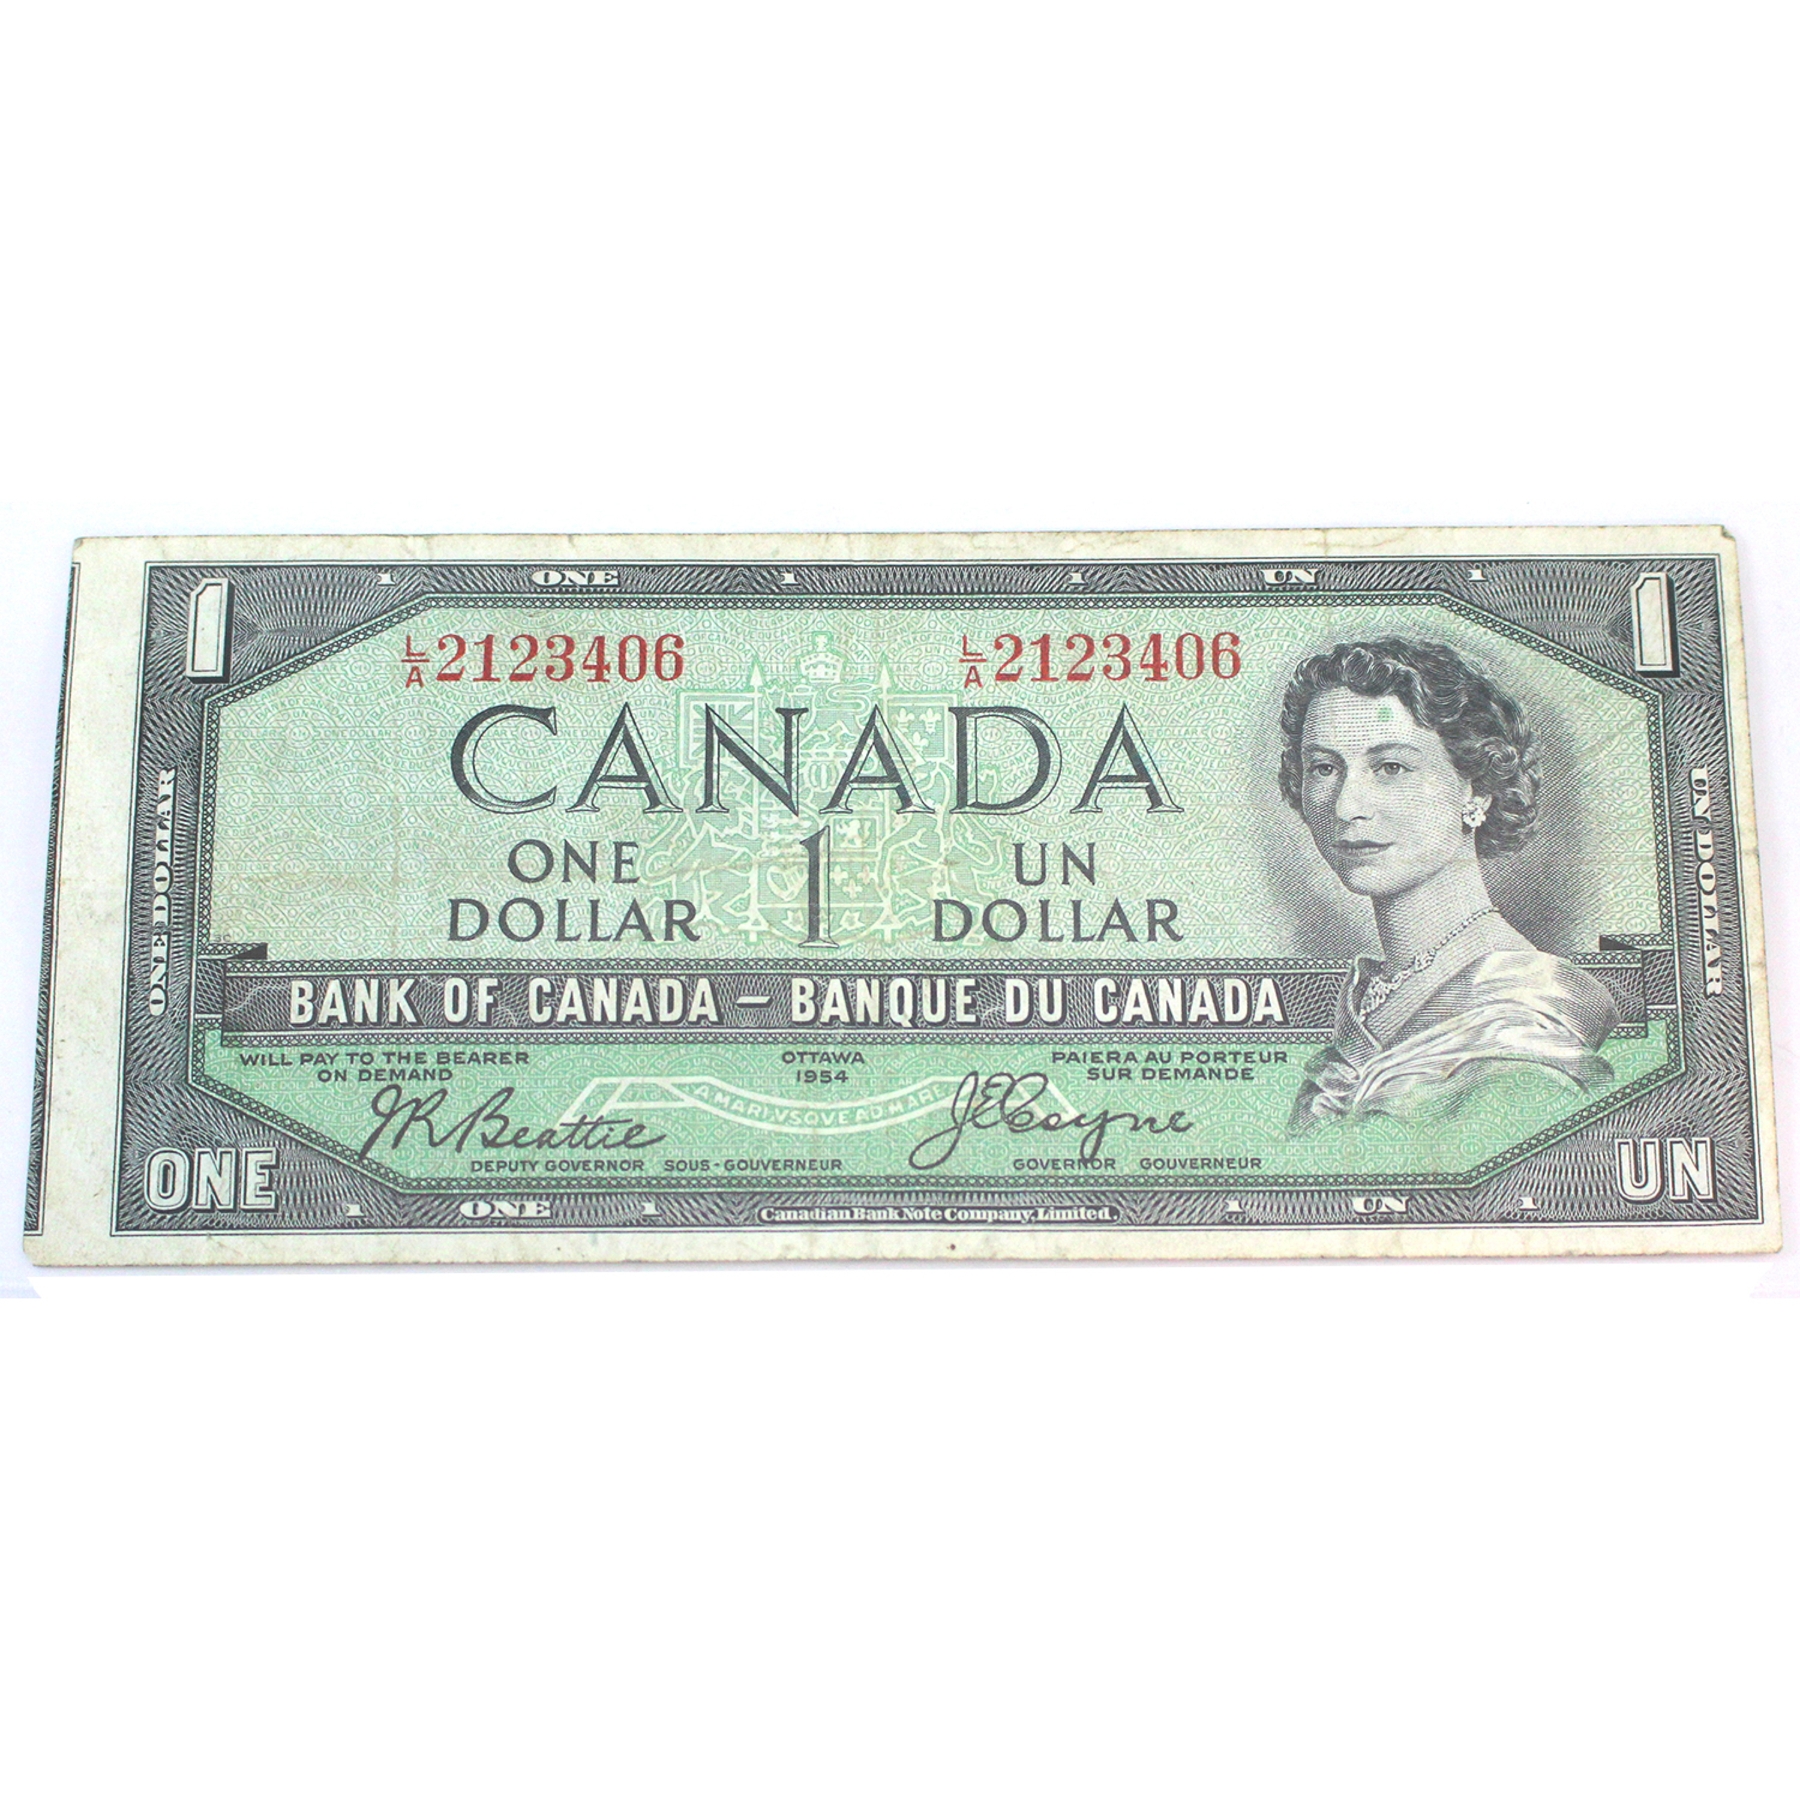 1 1 ONE 1 1 UN 1 1
L/A 2123406 L/A 2123406
CANADA
ONE DOLLAR 1 UN DOLLAR
ONE DOLLAR
UN DOLLAR
BANK OF CANADA – BANQUE DU CANADA
WILL PAY TO THE BEARER OTTAWA PAIERA AU PORTEUR
ON DEMAND 1954 SUR DEMANDE
A MARI VSQVE AD MARE
J R Beattie J E Coyne
DEPUTY GOVERNOR SOUS-GOUVERNEUR GOVERNOR GOUVERNEUR
ONE UN
1 ONE 1 Canadian Bank Note Company, Limited. 1 UN 1